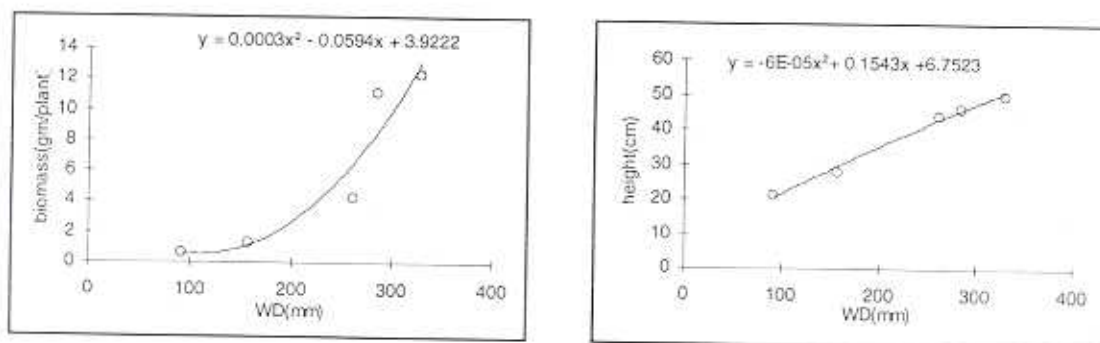 y = 0.0003x² - 0.0594x + 3.9222
14
12
10
8
6
4
2
0
biomass(gm/plant)
0 100 200 300 400
WD(mm)
y = -6E-05x² + 0.1543x +6.7523
60
50
40
30
20
10
0
height(cm)
0 100 200 300 400
WD(mm)